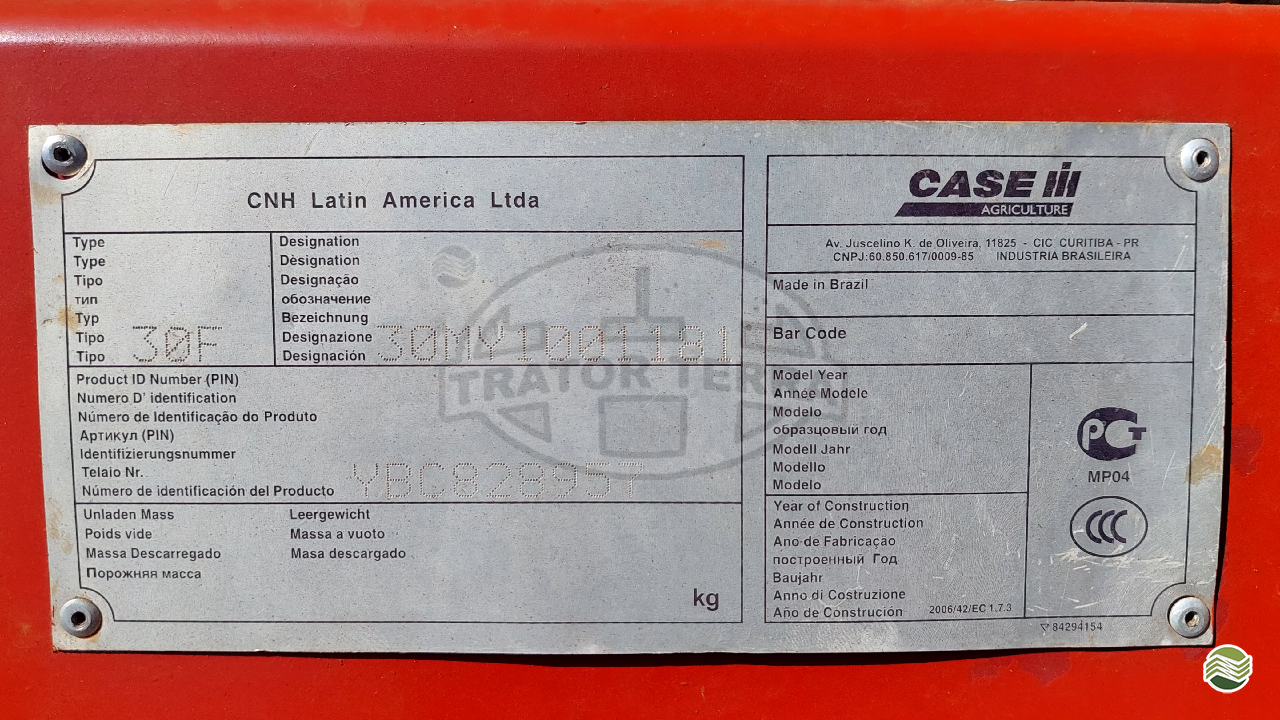 CNH Latin America Ltda
Type
Type
Tipo
тип
Typ
Tipo
Tipo
30F
Designation
Dèsignation
Designação
обозначение
Bezeichnung
Designazione
Designación
30MY1001181
Product ID Number (PIN)
Numero D' identification
Número de Identificação do Produto
Артикул (PIN)
Identifizierungsnummer
Telaio Nr.
Número de identificación del Producto
YBC828957
Unladen Mass
Poids vide
Massa Descarregado
Порожняя масса
Leergewicht
Massa a vuoto
Masa descargado
kg
CASE IH
AGRICULTURE
Av. Juscelino K. de Oliveira, 11825 - CIC CURITIBA - PR
CNPJ:60.850.617/0009-85 INDUSTRIA BRASILEIRA
Made in Brazil
Bar Code
Model Year
Année Modele
Modelo
образцовый год
Modell Jahr
Modello
Modelo
Year of Construction
Année de Construction
Ano de Fabricação
построенный Год
Baujahr
Anno di Costruzione
Año de Construción
2006/42/EC 1.7.3
PCT
MP04
CCC
84294154
TRATOR TERRA